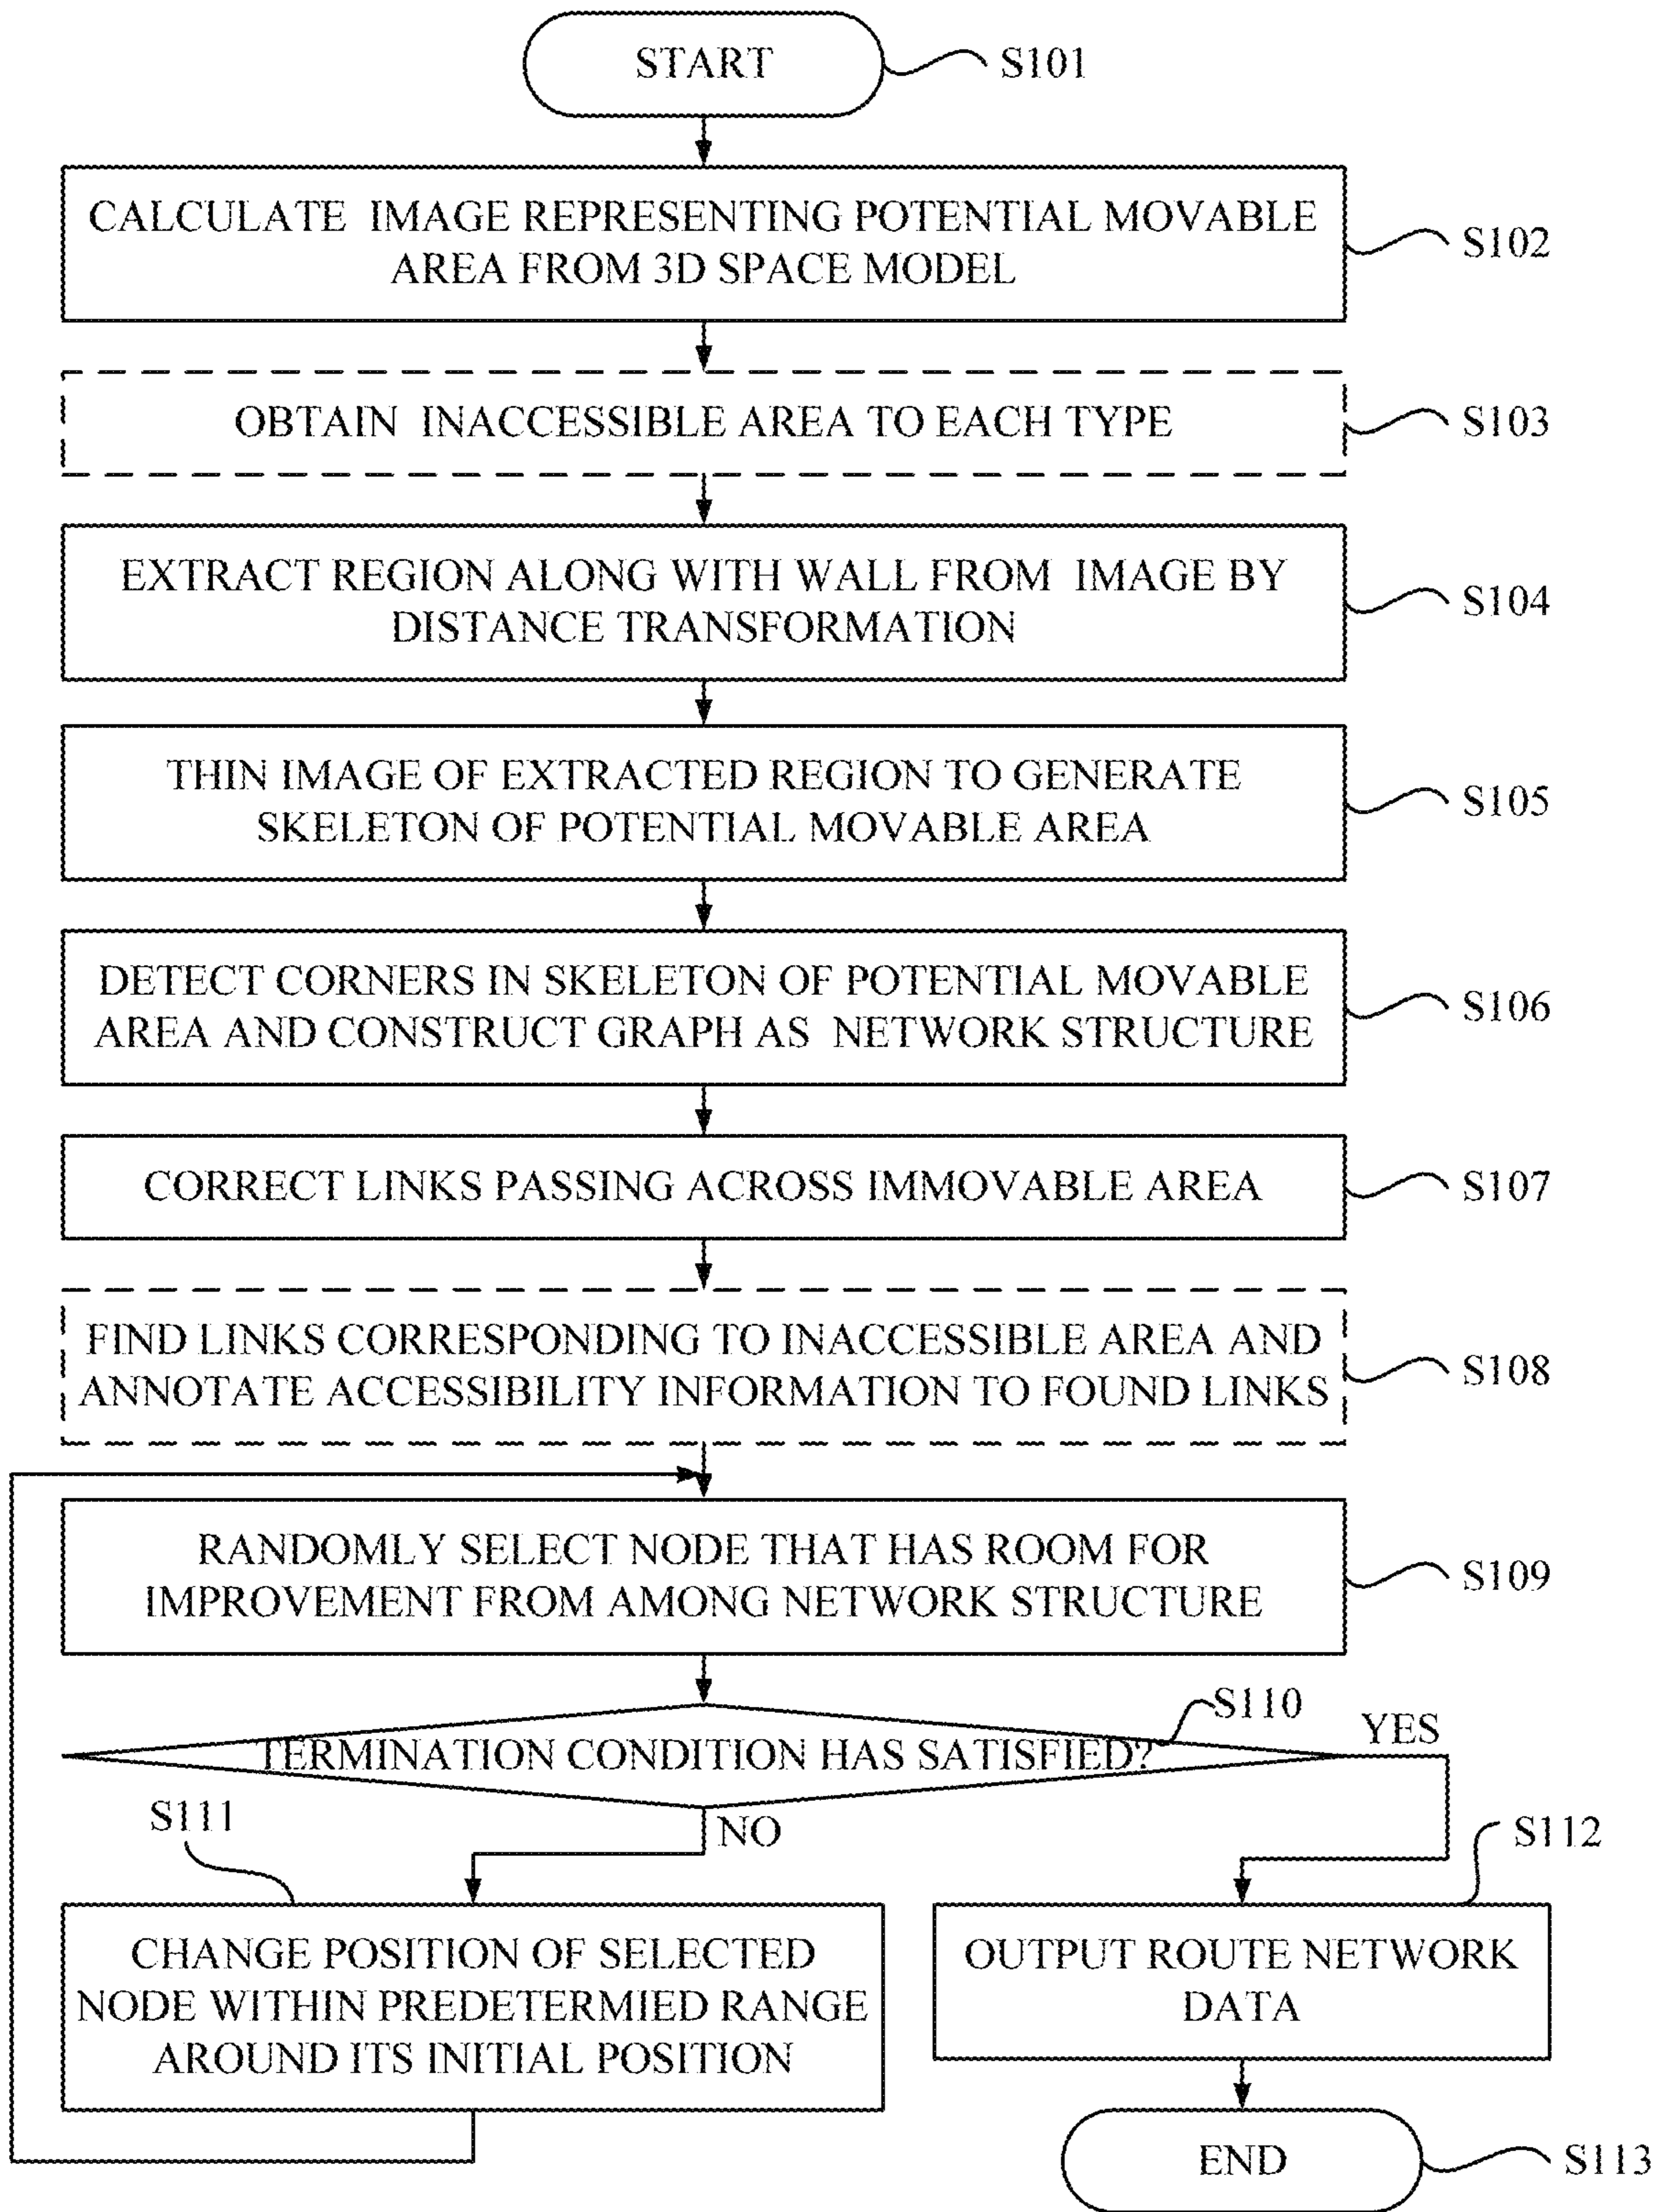 START
S101
CALCULATE IMAGE REPRESENTING POTENTIAL MOVABLE
AREA FROM 3D SPACE MODEL
S102
OBTAIN INACCESSIBLE AREA TO EACH TYPE
S103
EXTRACT REGION ALONG WITH WALL FROM IMAGE BY
DISTANCE TRANSFORMATION
S104
THIN IMAGE OF EXTRACTED REGION TO GENERATE
SKELETON OF POTENTIAL MOVABLE AREA
S105
DETECT CORNERS IN SKELETON OF POTENTIAL MOVABLE
AREA AND CONSTRUCT GRAPH AS NETWORK STRUCTURE
S106
CORRECT LINKS PASSING ACROSS IMMOVABLE AREA
S107
FIND LINKS CORRESPONDING TO INACCESSIBLE AREA AND
ANNOTATE ACCESSIBILITY INFORMATION TO FOUND LINKS
S108
RANDOMLY SELECT NODE THAT HAS ROOM FOR
IMPROVEMENT FROM AMONG NETWORK STRUCTURE
S109
S110
YES
TERMINATION CONDITION HAS SATISFIED?
S111
NO
S112
CHANGE POSITION OF SELECTED
NODE WITHIN PREDETERMIED RANGE
AROUND ITS INITIAL POSITION
OUTPUT ROUTE NETWORK
DATA
END
S113